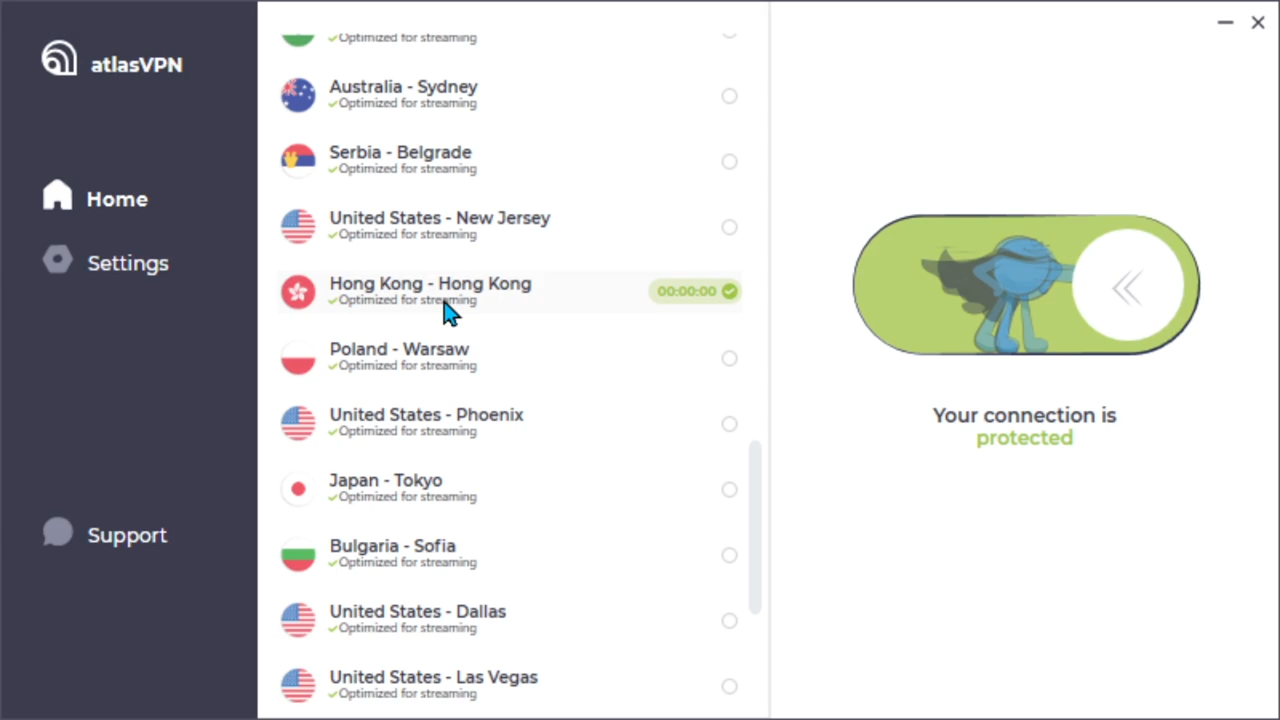 atlasVPN
Home
Settings
Support
Optimized for streaming
Australia - Sydney
Optimized for streaming
Serbia - Belgrade
Optimized for streaming
United States - New Jersey
Optimized for streaming
Hong Kong - Hong Kong
Optimized for streaming
00:00:00
Poland - Warsaw
Optimized for streaming
United States - Phoenix
Optimized for streaming
Japan - Tokyo
Optimized for streaming
Bulgaria - Sofia
Optimized for streaming
United States - Dallas
Optimized for streaming
United States - Las Vegas
Optimized for streaming
Your connection is
protected